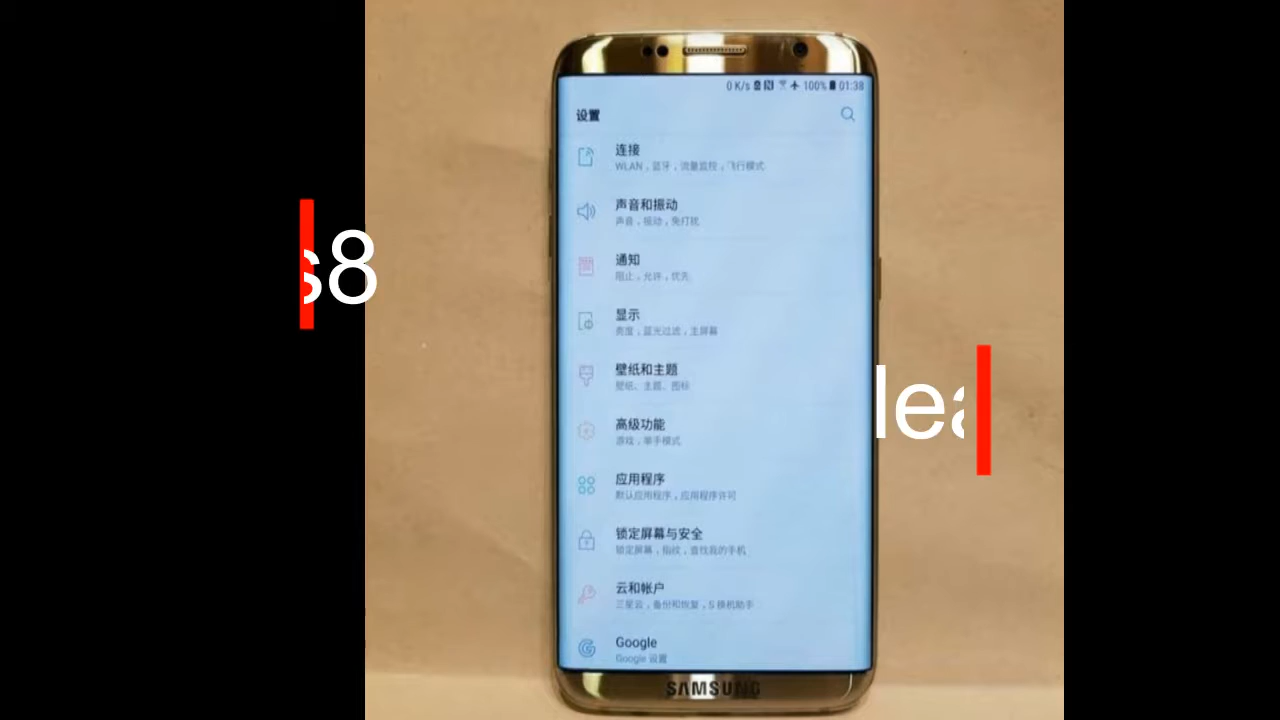 0 K/s 100% 01:38
设置
连接
WLAN，蓝牙，流量监控，飞行模式
声音和振动
声音，振动，免打扰
s8
通知
阻止，允许，优先
显示
亮度，蓝光过滤，主屏幕
壁纸和主题
壁纸、主题、图标
lea
高级功能
游戏，单手模式
应用程序
默认应用程序，应用程序许可
锁定屏幕与安全
锁定屏幕，指纹，查找我的手机
云和帐户
三星云，备份和恢复，S 换机助手
Google
Google 设置
SAMSUNG